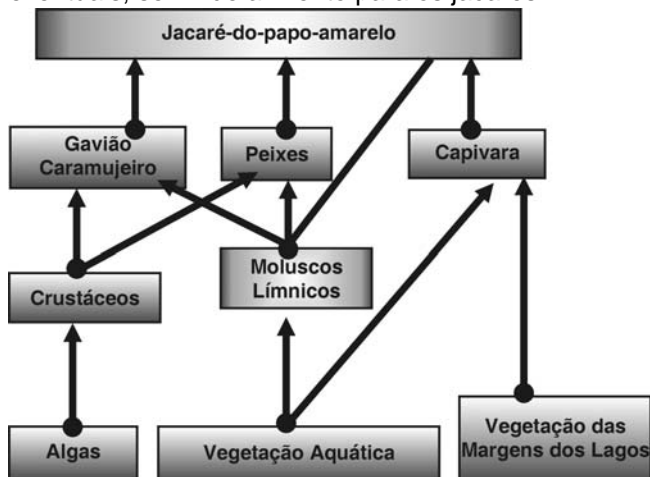 Jacaré-do-papo-amarelo
Gavião
Caramujeiro
Peixes
Capivara
Crustáceos
Moluscos
Límnicos
Algas
Vegetação Aquática
Vegetação das
Margens dos Lagos